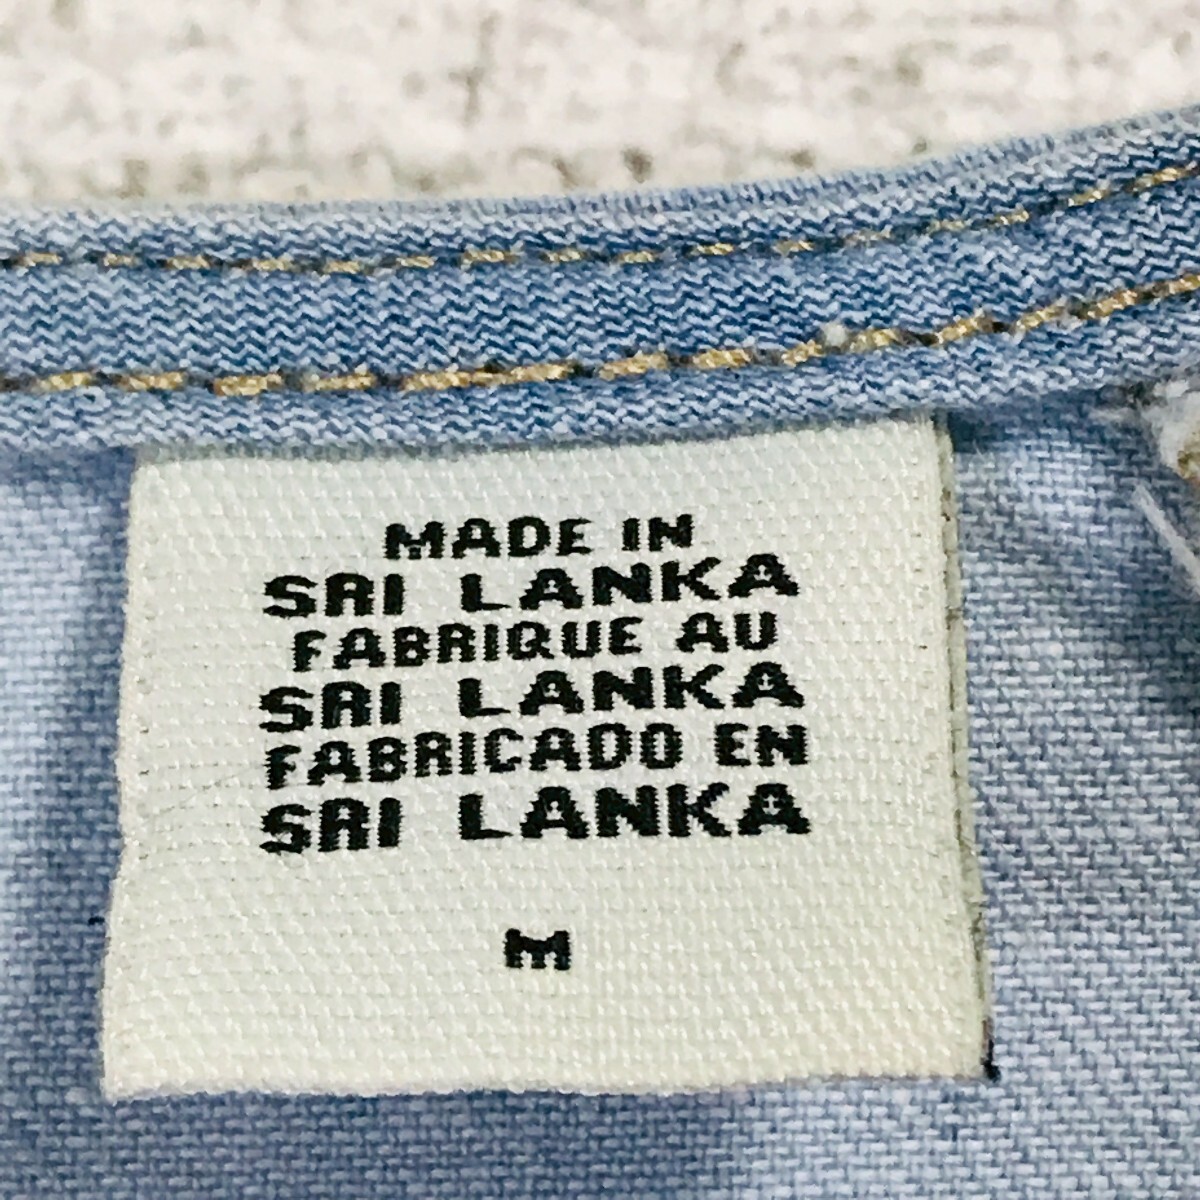 MADE IN
SRI LANKA
FABRIQUE AU
SRI LANKA
FABRICADO EN
SRI LANKA
M